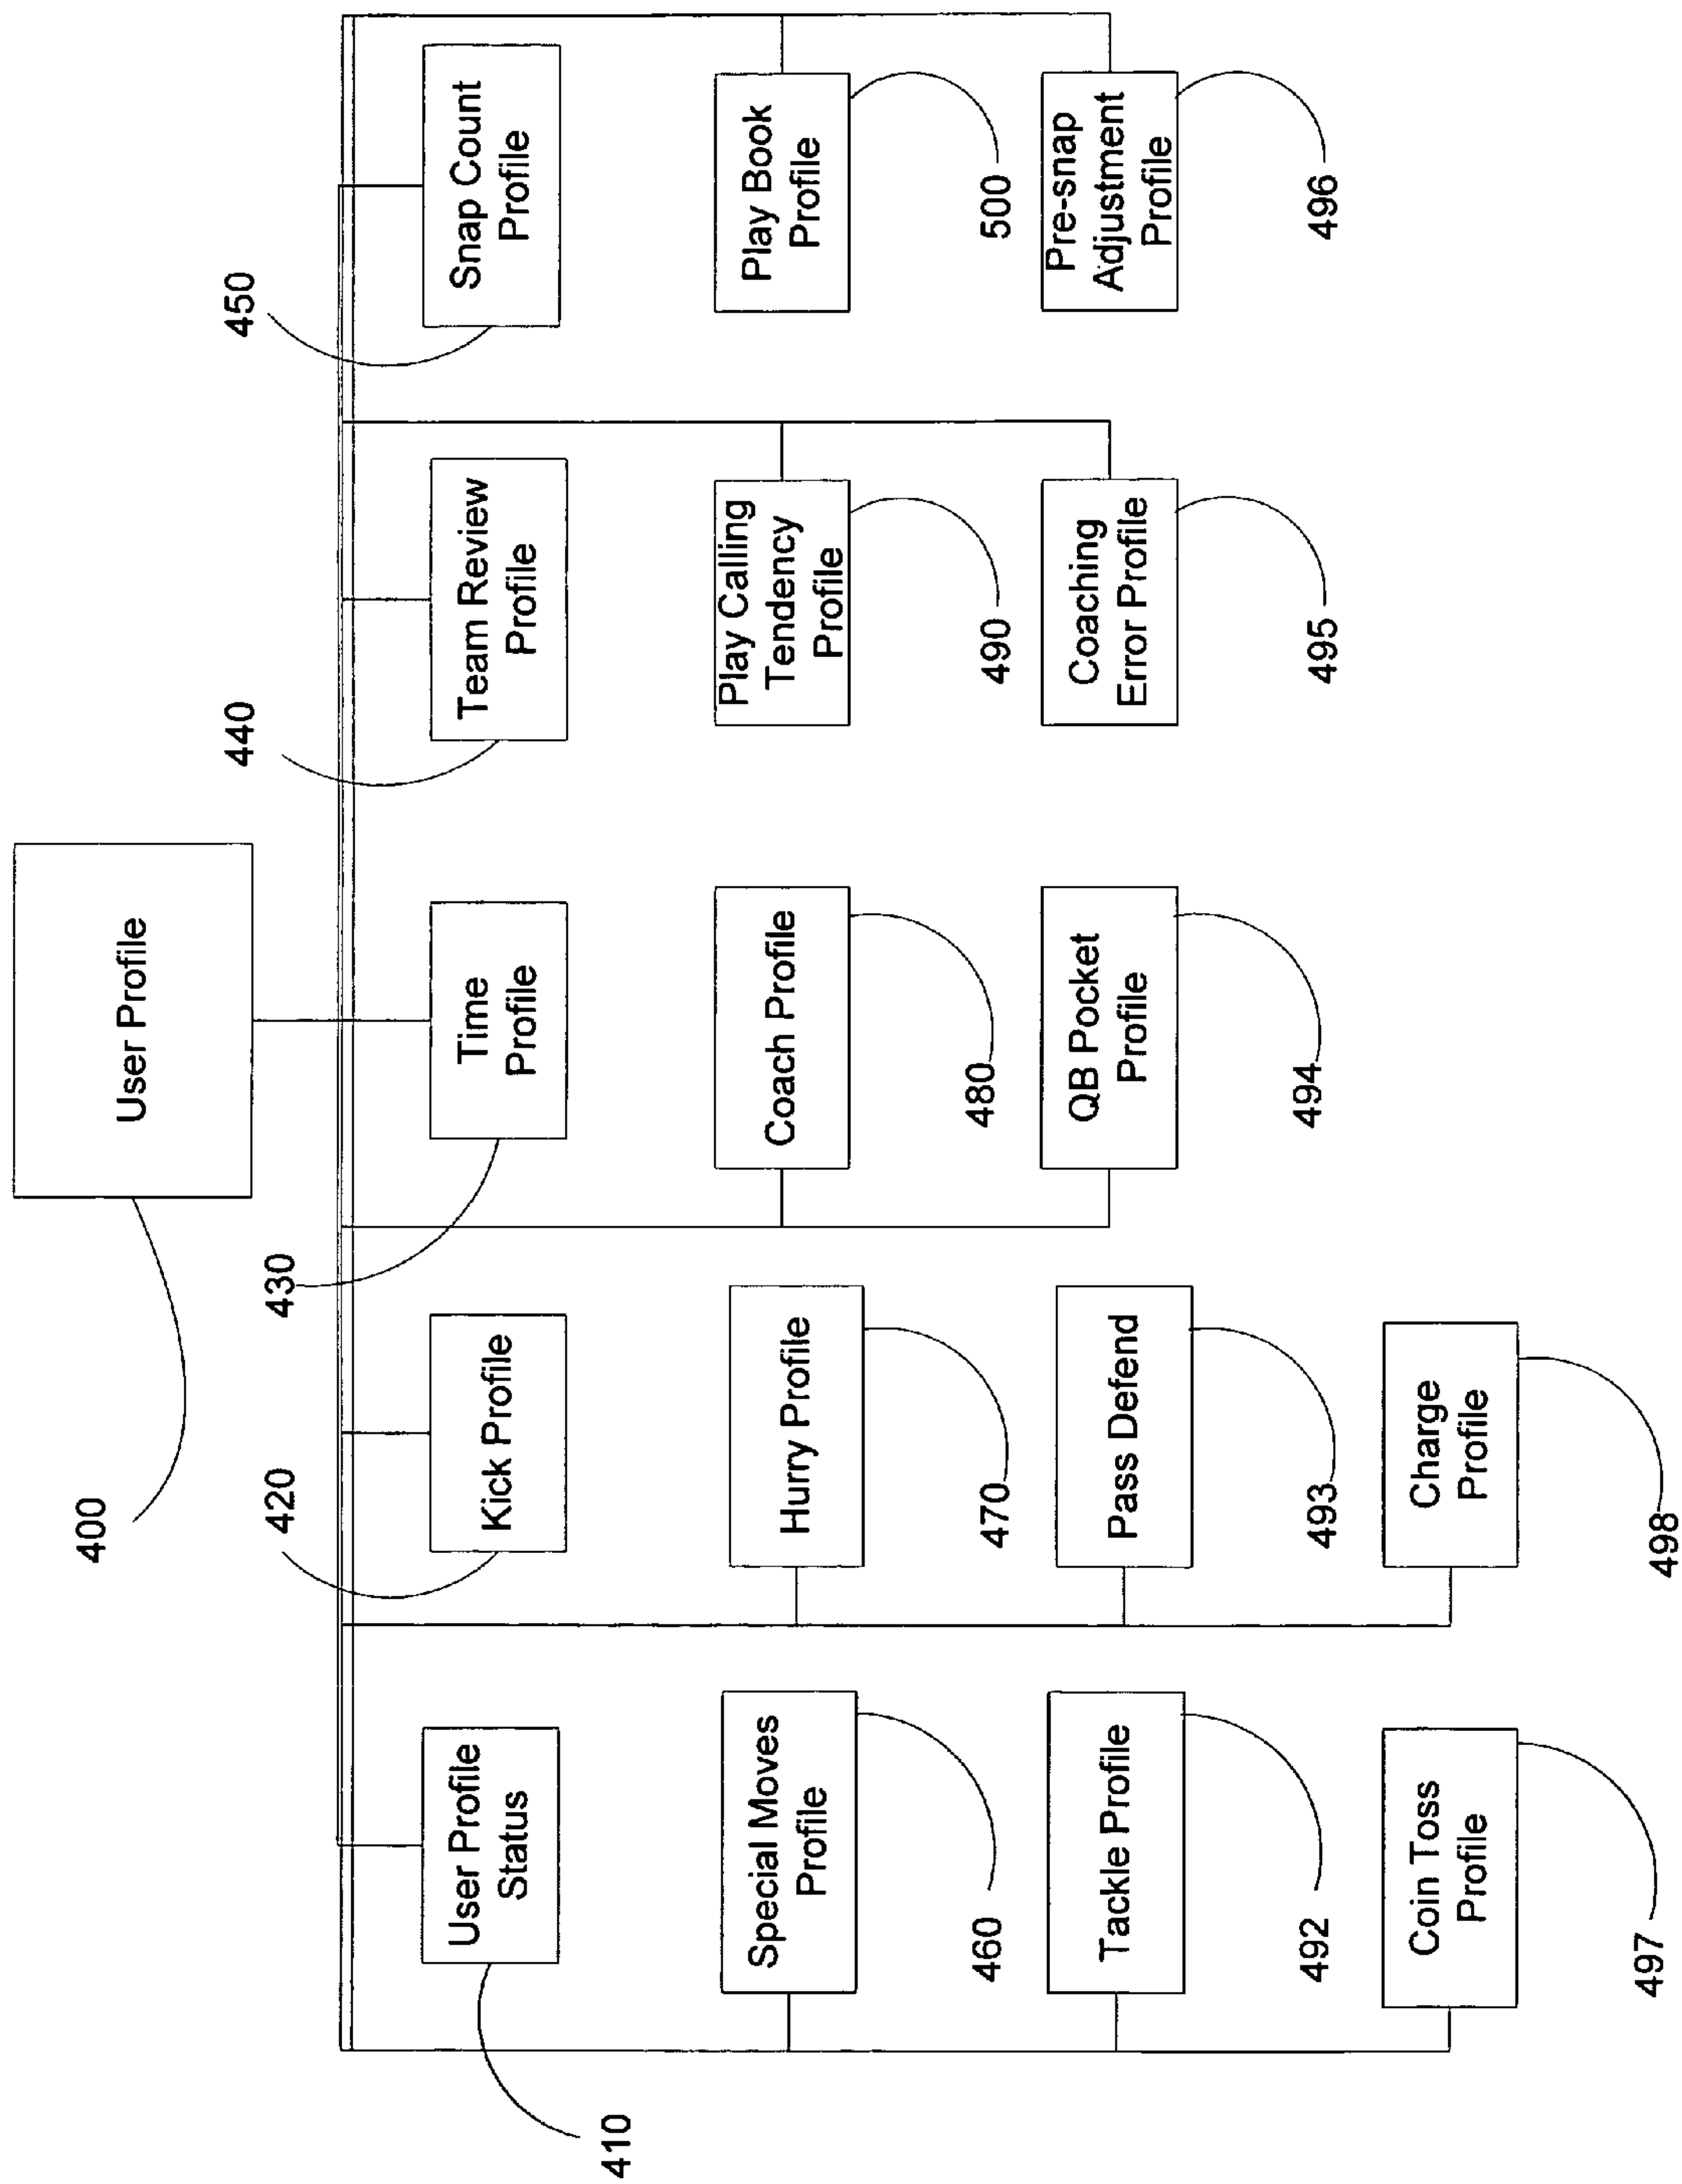 400
User Profile
410
User Profile
Status
420
Kick Profile
430
Time
Profile
440
Team Review
Profile
450
Snap Count
Profile
Special Moves
Profile
460
Hurry Profile
470
Coach Profile
480
Play Calling
Tendency
Profile
490
Play Book
Profile
500
Tackle Profile
492
Pass Defend
493
QB Pocket
Profile
494
Coaching
Error Profile
495
Pre-snap
Adjustment
Profile
496
Coin Toss
Profile
497
Charge
Profile
498